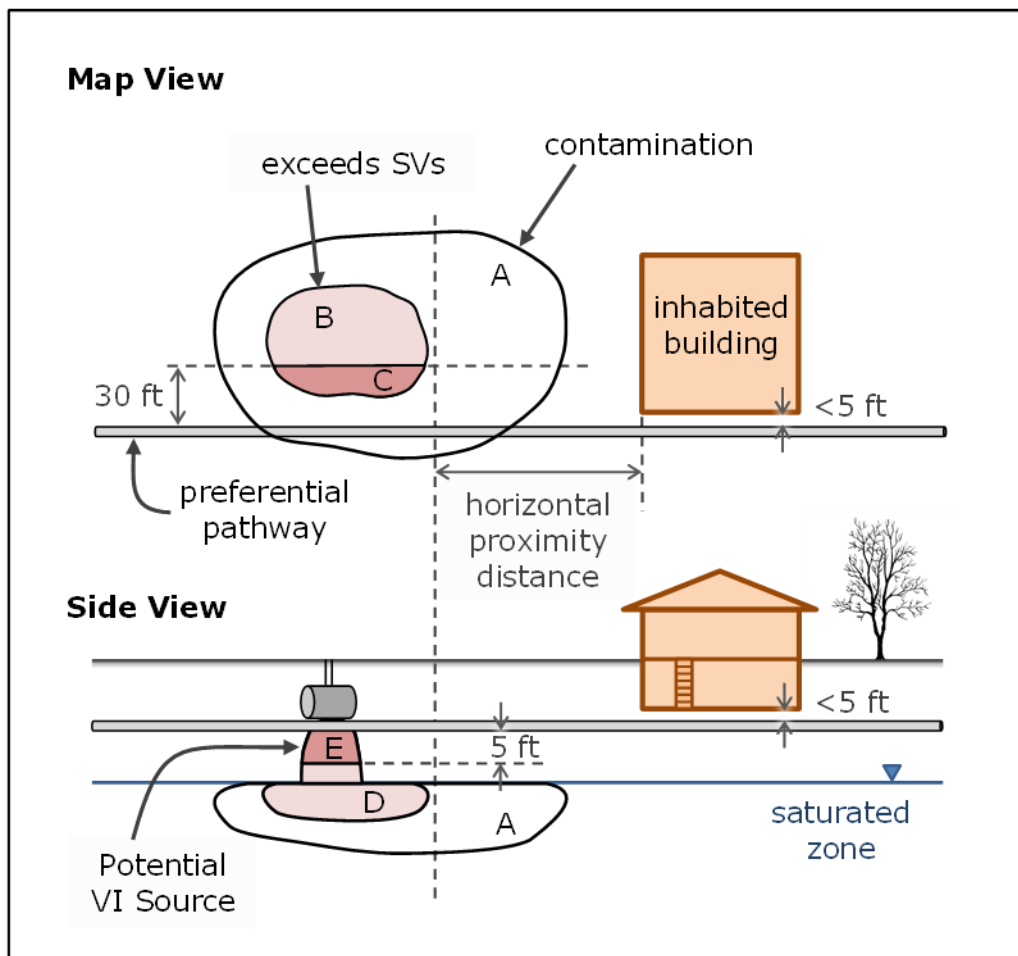 Map View
exceeds SVs
contamination
A
B
C
inhabited
building
30 ft
<5 ft
preferential
pathway
horizontal
proximity
distance
Side View
<5 ft
E
5 ft
D
A
saturated
zone
Potential
VI Source